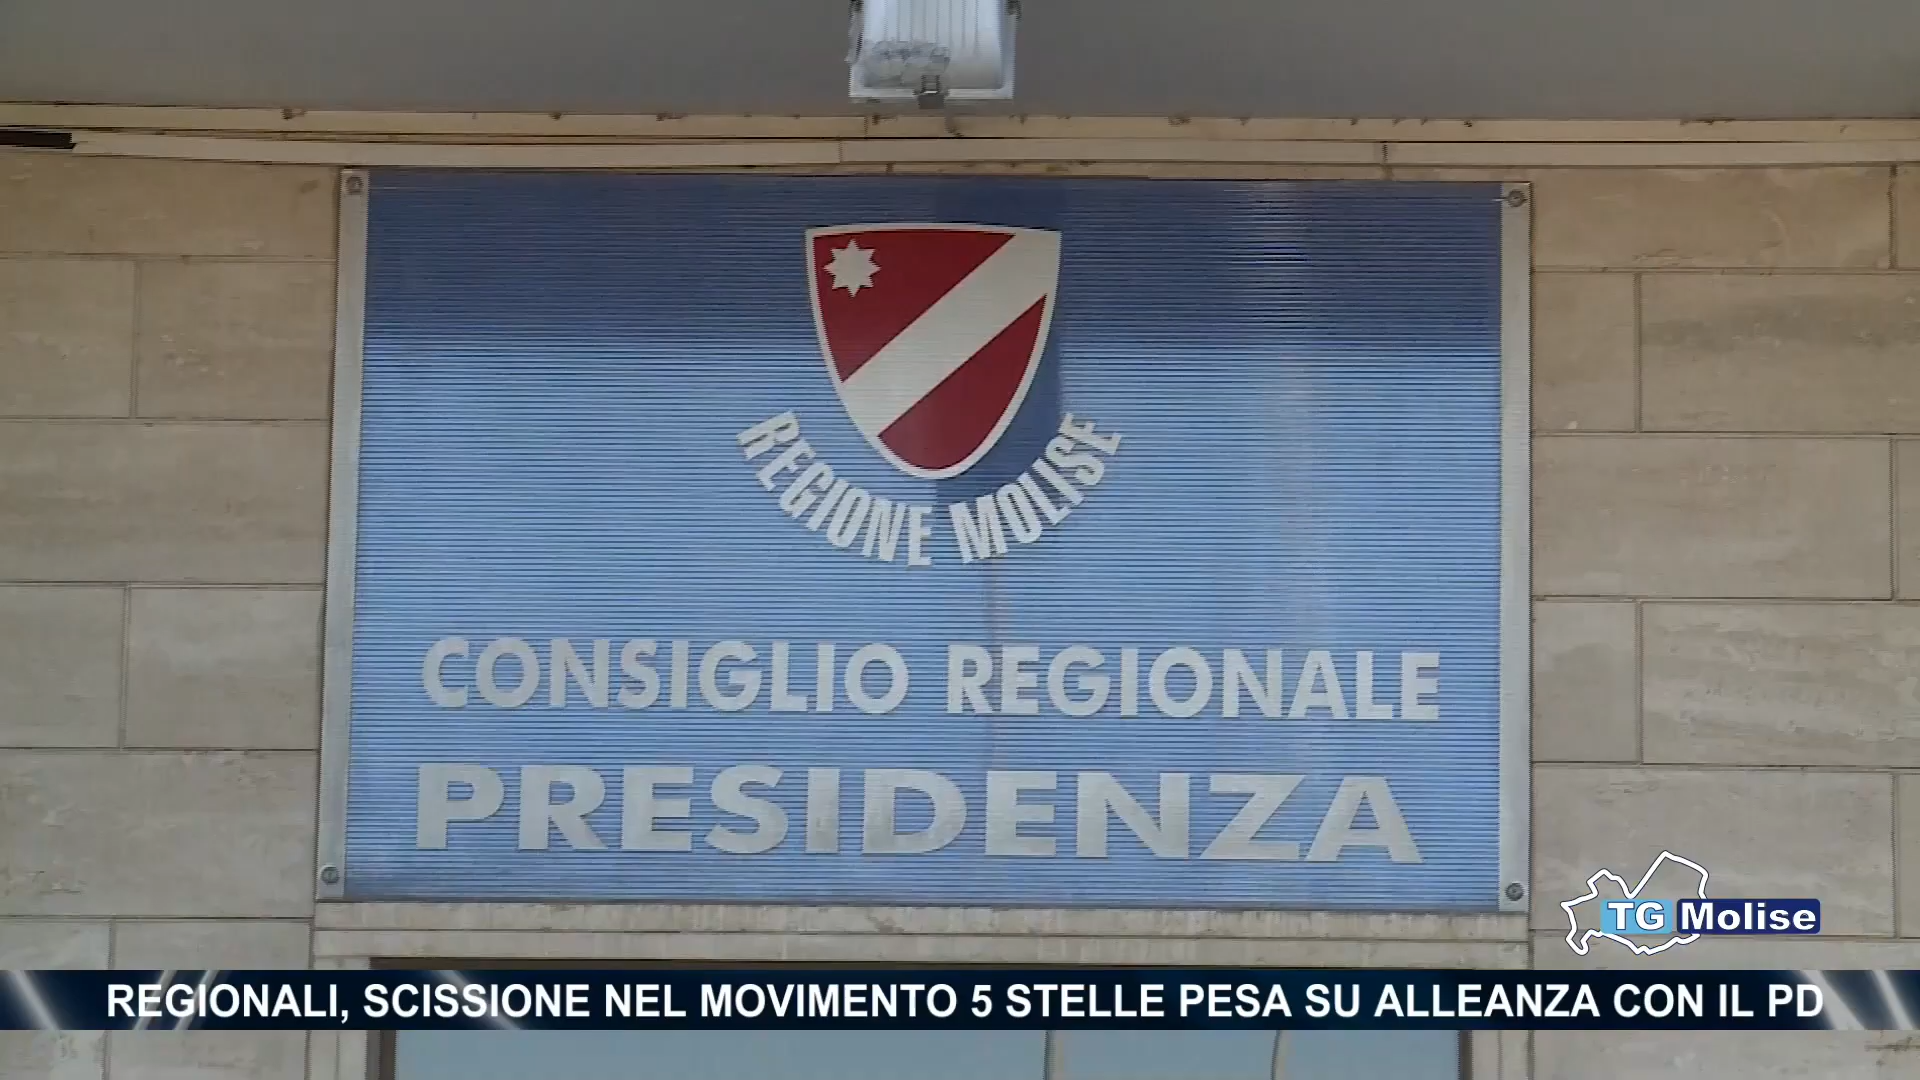 REGIONE MOLISE
CONSIGLIO REGIONALE
PRESIDENZA
TG Molise
REGIONALI, SCISSIONE NEL MOVIMENTO 5 STELLE PESA SU ALLEANZA CON IL PD